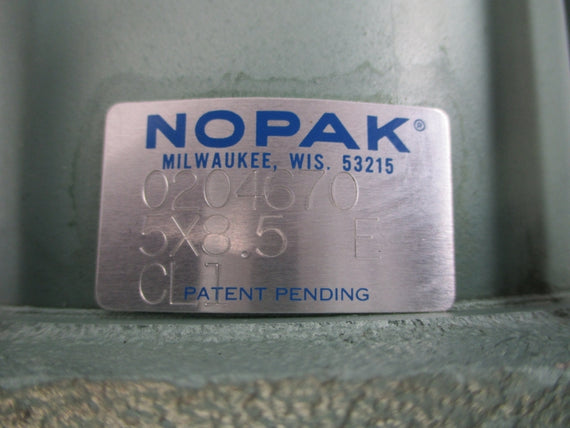 NOPAK®
MILWAUKEE, WIS. 53215
0204670
5X8.5 E
CL1
PATENT PENDING